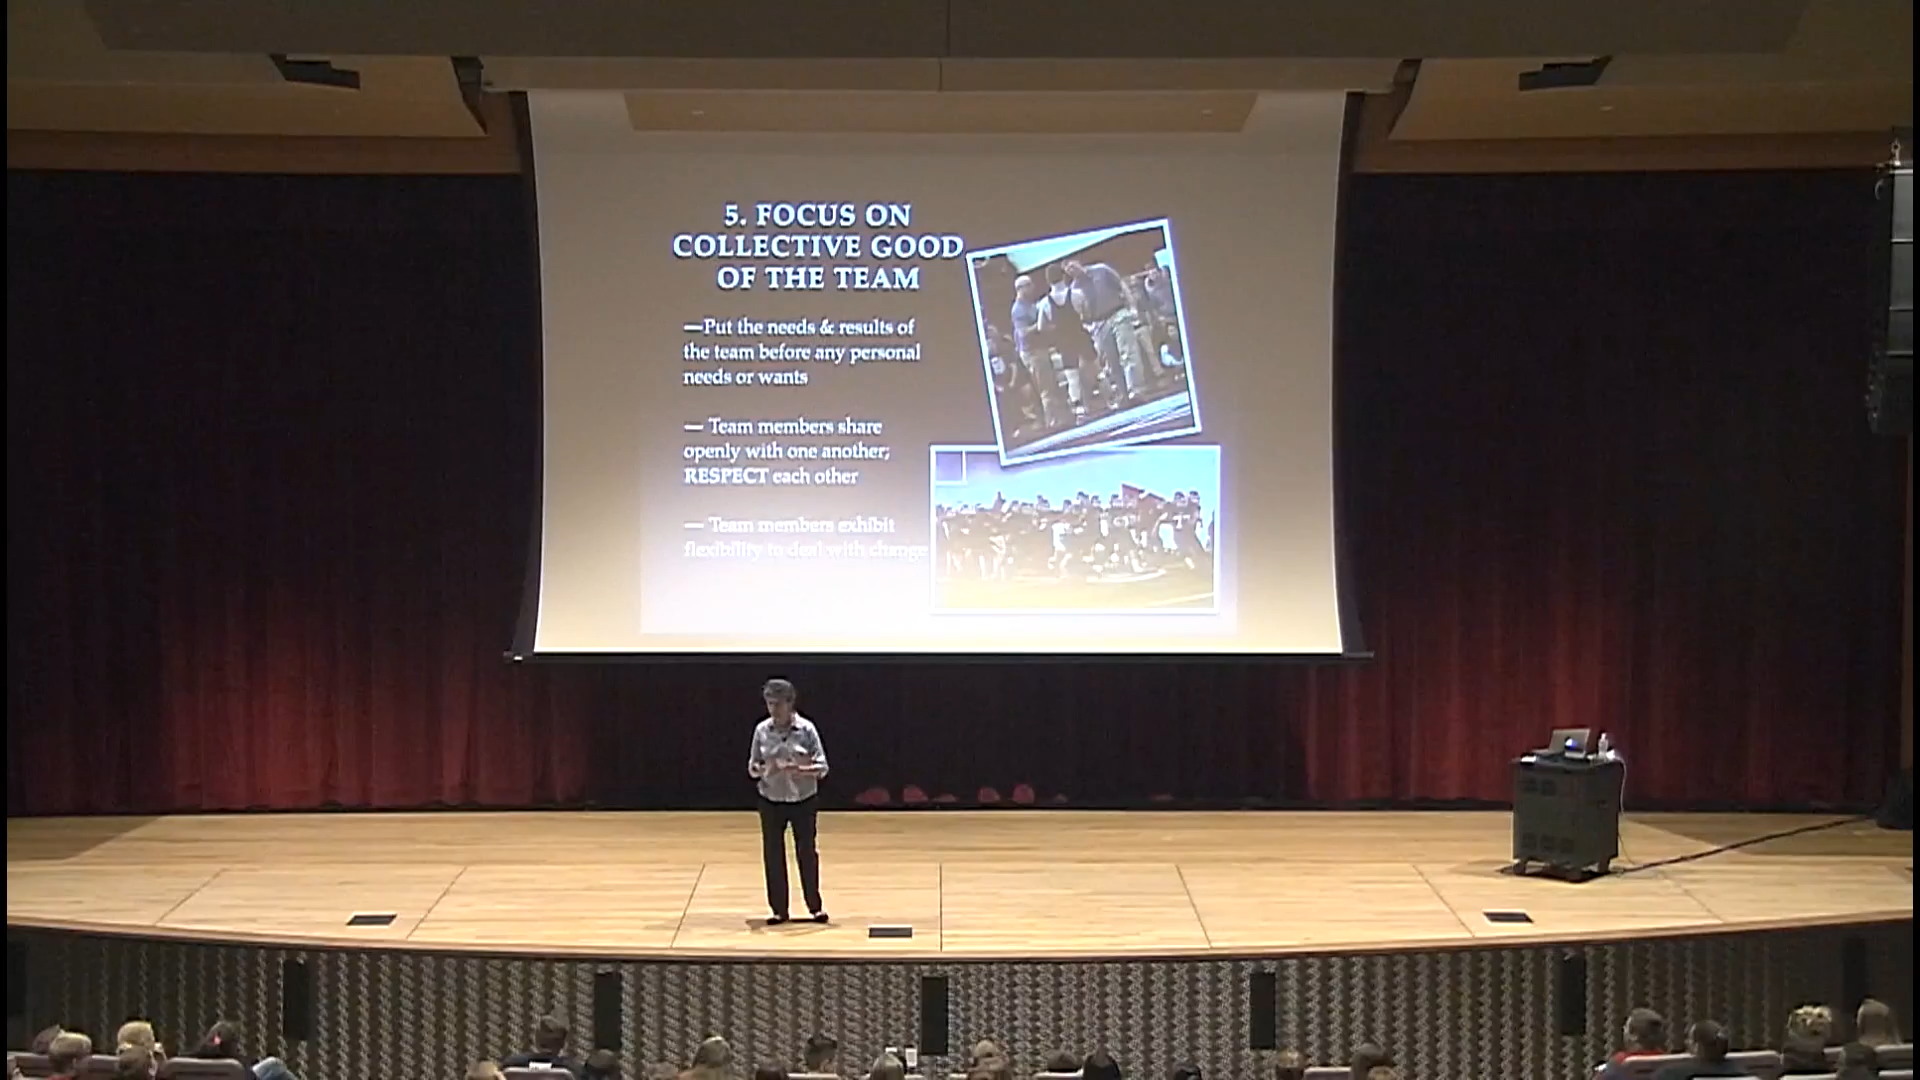 5. FOCUS ON
COLLECTIVE GOOD
OF THE TEAM
—Put the needs & results of
the team before any personal
needs or wants
— Team members share
openly with one another;
RESPECT each other
— Team members exhibit
flexibility to deal with change